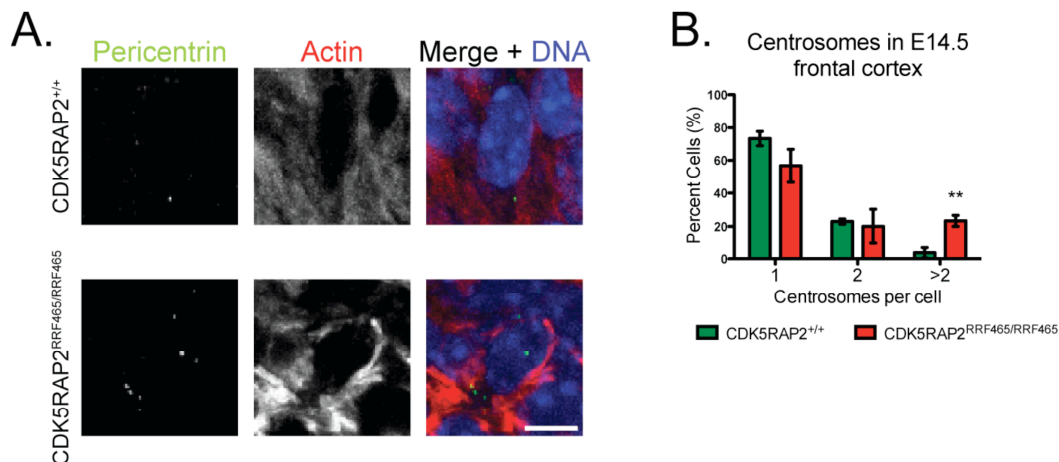 A.
Pericentrin
Actin
Merge + DNA
CDK5RAP2+/+
CDK5RAP2RRF465/RRF465
B.
Centrosomes in E14.5
frontal cortex
Percent Cells (%)
100
80
60
40
20
0
**
1 2 >2
Centrosomes per cell
CDK5RAP2+/+ CDK5RAP2RRF465/RRF465